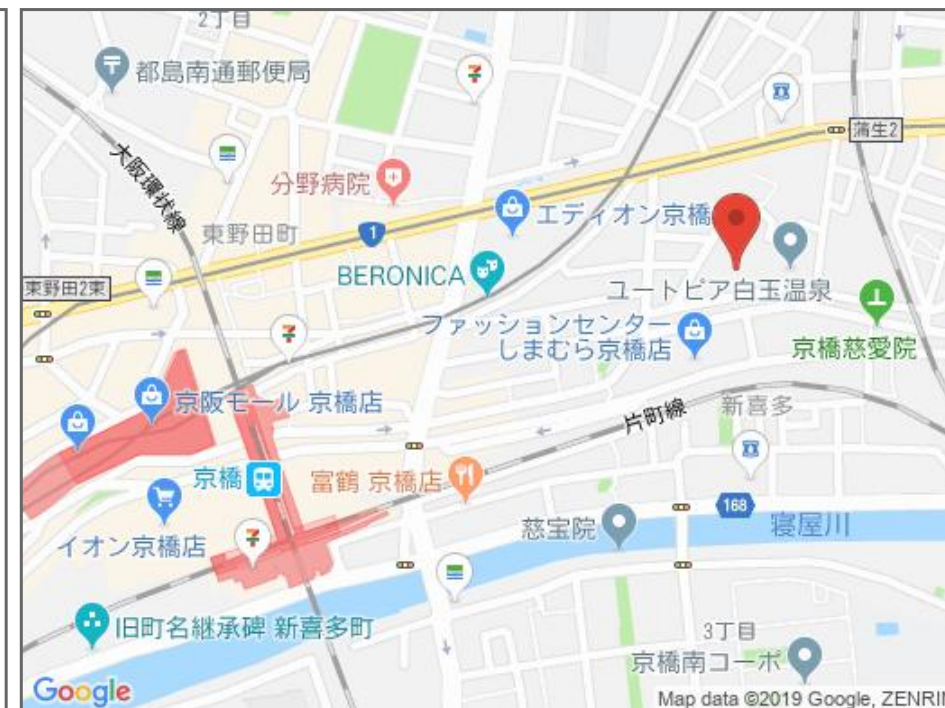 2丁目
都島南通郵便局
大阪環状線
分野病院
東野田町
1
エディオン京橋
蒲生2
BERONICA
東野田2東
ユートピア白玉温泉
ファッションセンター
しまむら京橋店
京橋慈愛院
京阪モール 京橋店
片町線
新喜多
京橋
富鶴 京橋店
168
慈宝院
寝屋川
イオン京橋店
旧町名継承碑 新喜多町
3丁目
京橋南コーポ
Google
Map data ©2019 Google, ZENRIN